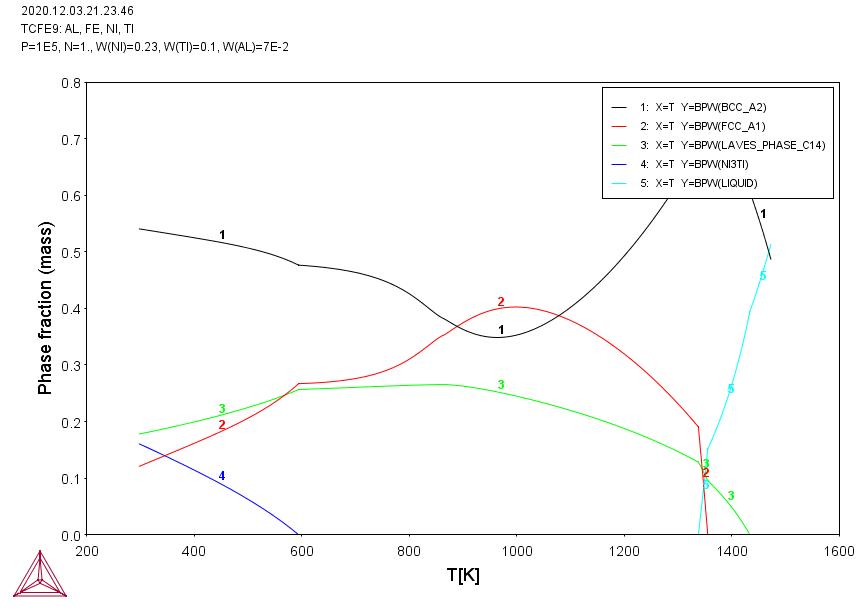 2020.12.03.21.23.46
TCFE9: AL, FE, NI, TI
P=1E5, N=1., W(NI)=0.23, W(TI)=0.1, W(AL)=7E-2
0.8
0.7
0.6
0.5
0.4
0.3
0.2
0.1
0.0
Phase fraction (mass)
1: X=T Y=BPW(BCC_A2)
2: X=T Y=BPW(FCC_A1)
3: X=T Y=BPW(LAVES_PHASE_C14)
4: X=T Y=BPW(NI3TI)
5: X=T Y=BPW(LIQUID)
1
1
5
2
1
1
3
3
5
2
3
2
4
5
3
200 400 600 800 1000 1200 1400 1600
T[K]